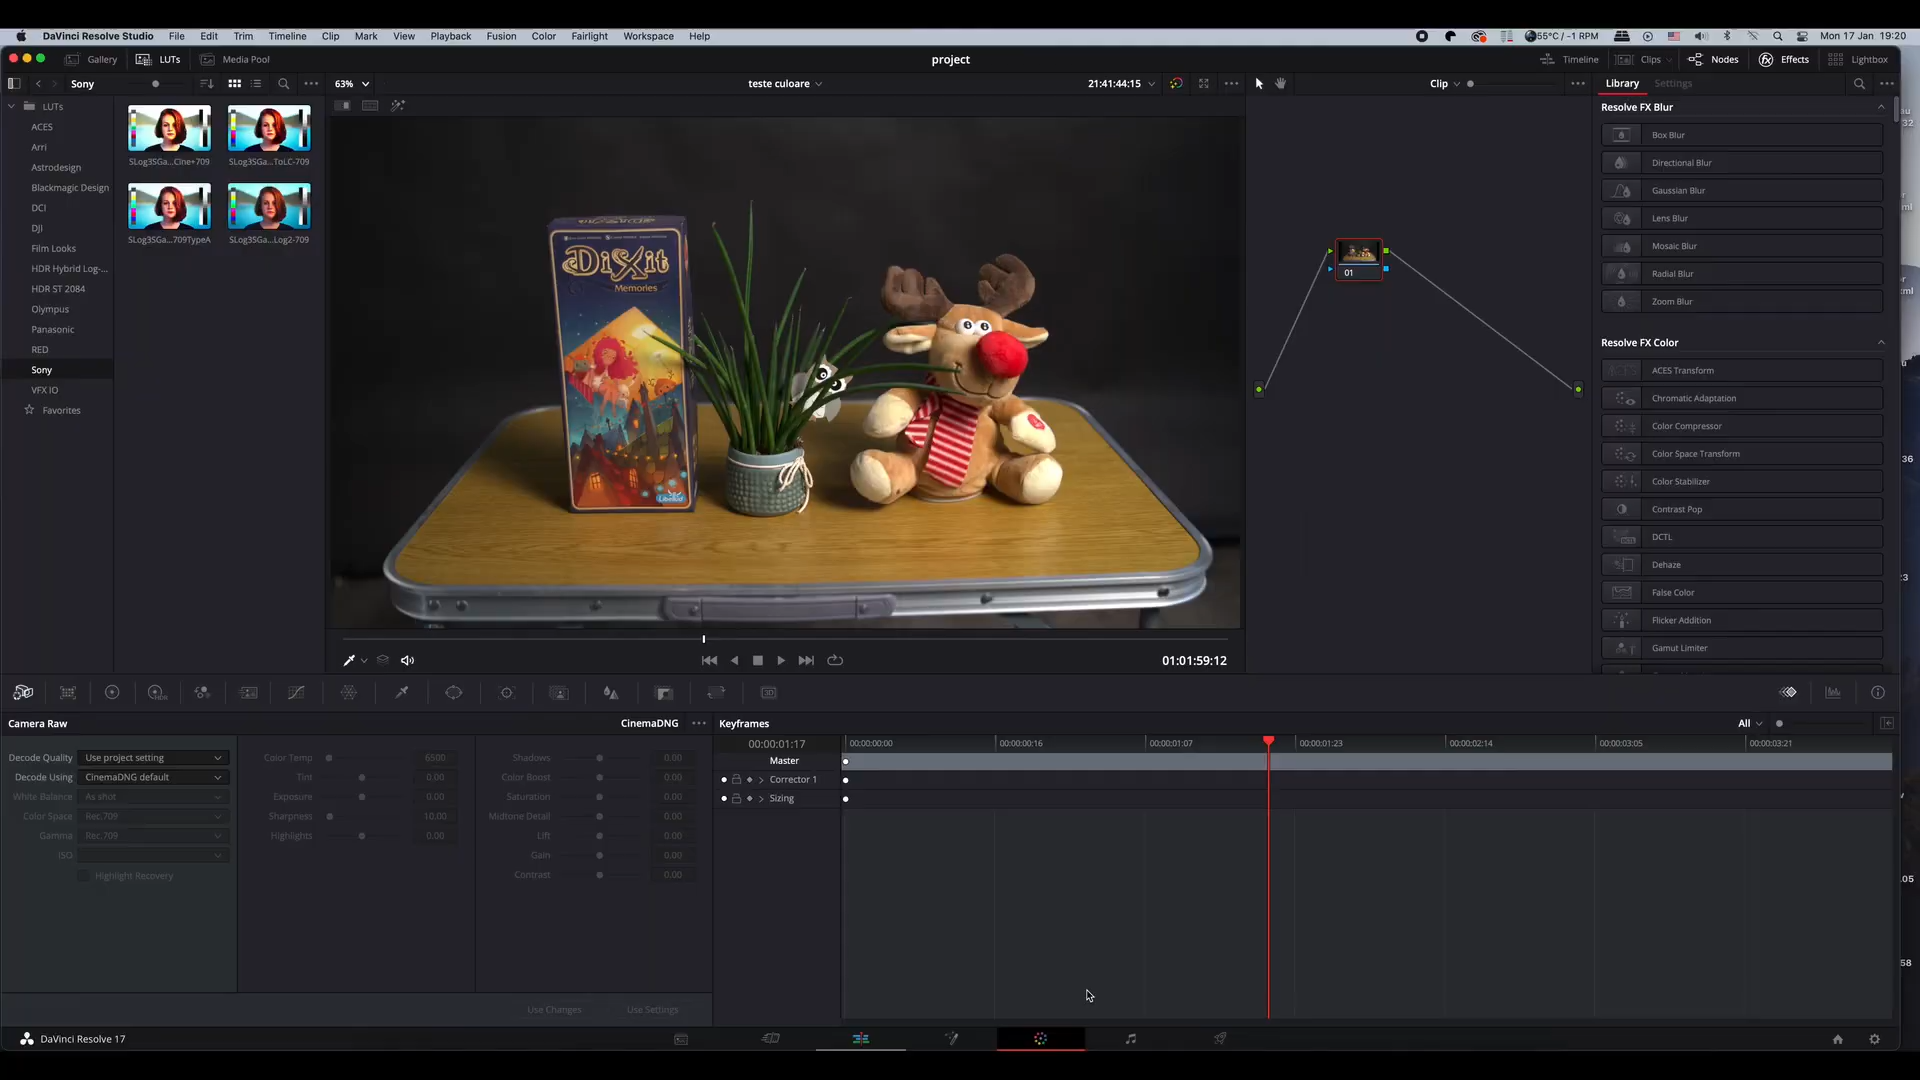 DaVinci Resolve Studio File Edit Trim Timeline Clip Mark View Playback Fusion Color Fairlight Workspace Help 55°C / -1 RPM Mon 17 Jan 19:20
Gallery LUTs Media Pool project Timeline Clips Nodes Effects Lightbox
Sony 63% teste culoare 21:41:44:15 Clip Library Settings
LUTs
ACES
Arri
Astrodesign
Blackmagic Design
DCI
DJI
Film Looks
HDR Hybrid Log-...
HDR ST 2084
Olympus
Panasonic
RED
Sony
VFX IO
Favorites
SLog3SGa...Cine+709 SLog3SGa...ToLC-709
SLog3SGa...709TypeA SLog3SGa...Log2-709
DiXit
Memories
Libellud
01
Resolve FX Blur
Box Blur
Directional Blur
Gaussian Blur
Lens Blur
Mosaic Blur
Radial Blur
Zoom Blur
Resolve FX Color
ACES Transform
Chromatic Adaptation
Color Compressor
Color Space Transform
Color Stabilizer
Contrast Pop
DCTL
Dehaze
False Color
Flicker Addition
Gamut Limiter
01:01:59:12
Camera Raw CinemaDNG
Decode Quality Use project setting
Decode Using CinemaDNG default
White Balance As shot
Color Space Rec.709
Gamma Rec.709
ISO
Highlight Recovery
Color Temp 6500
Tint 0.00
Exposure 0.00
Sharpness 10.00
Highlights 0.00
Shadows 0.00
Color Boost 0.00
Saturation 0.00
Midtone Detail 0.00
Lift 0.00
Gain 0.00
Contrast 0.00
Use Changes Use Settings
Keyframes All
00:00:01:17 00:00:00:00 00:00:00:16 00:00:01:07 00:00:01:23 00:00:02:14 00:00:03:05 00:00:03:21
Master
Corrector 1
Sizing
DaVinci Resolve 17